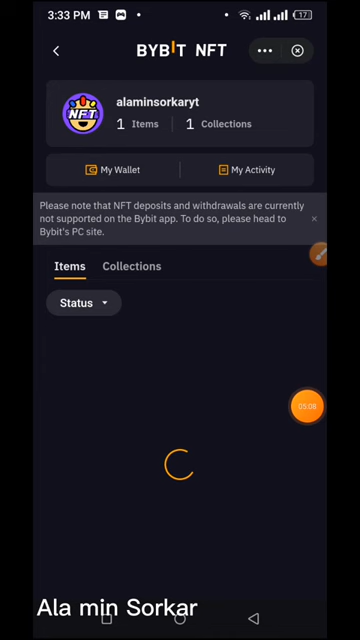 3:33 PM 17
BYBIT NFT
alaminsorkaryt
1 Items 1 Collections
NFT
My Wallet My Activity
Please note that NFT deposits and withdrawals are currently
not supported on the Bybit app. To do so, please head to
Bybit's PC site.
Items Collections
Status
05:08
Ala min Sorkar